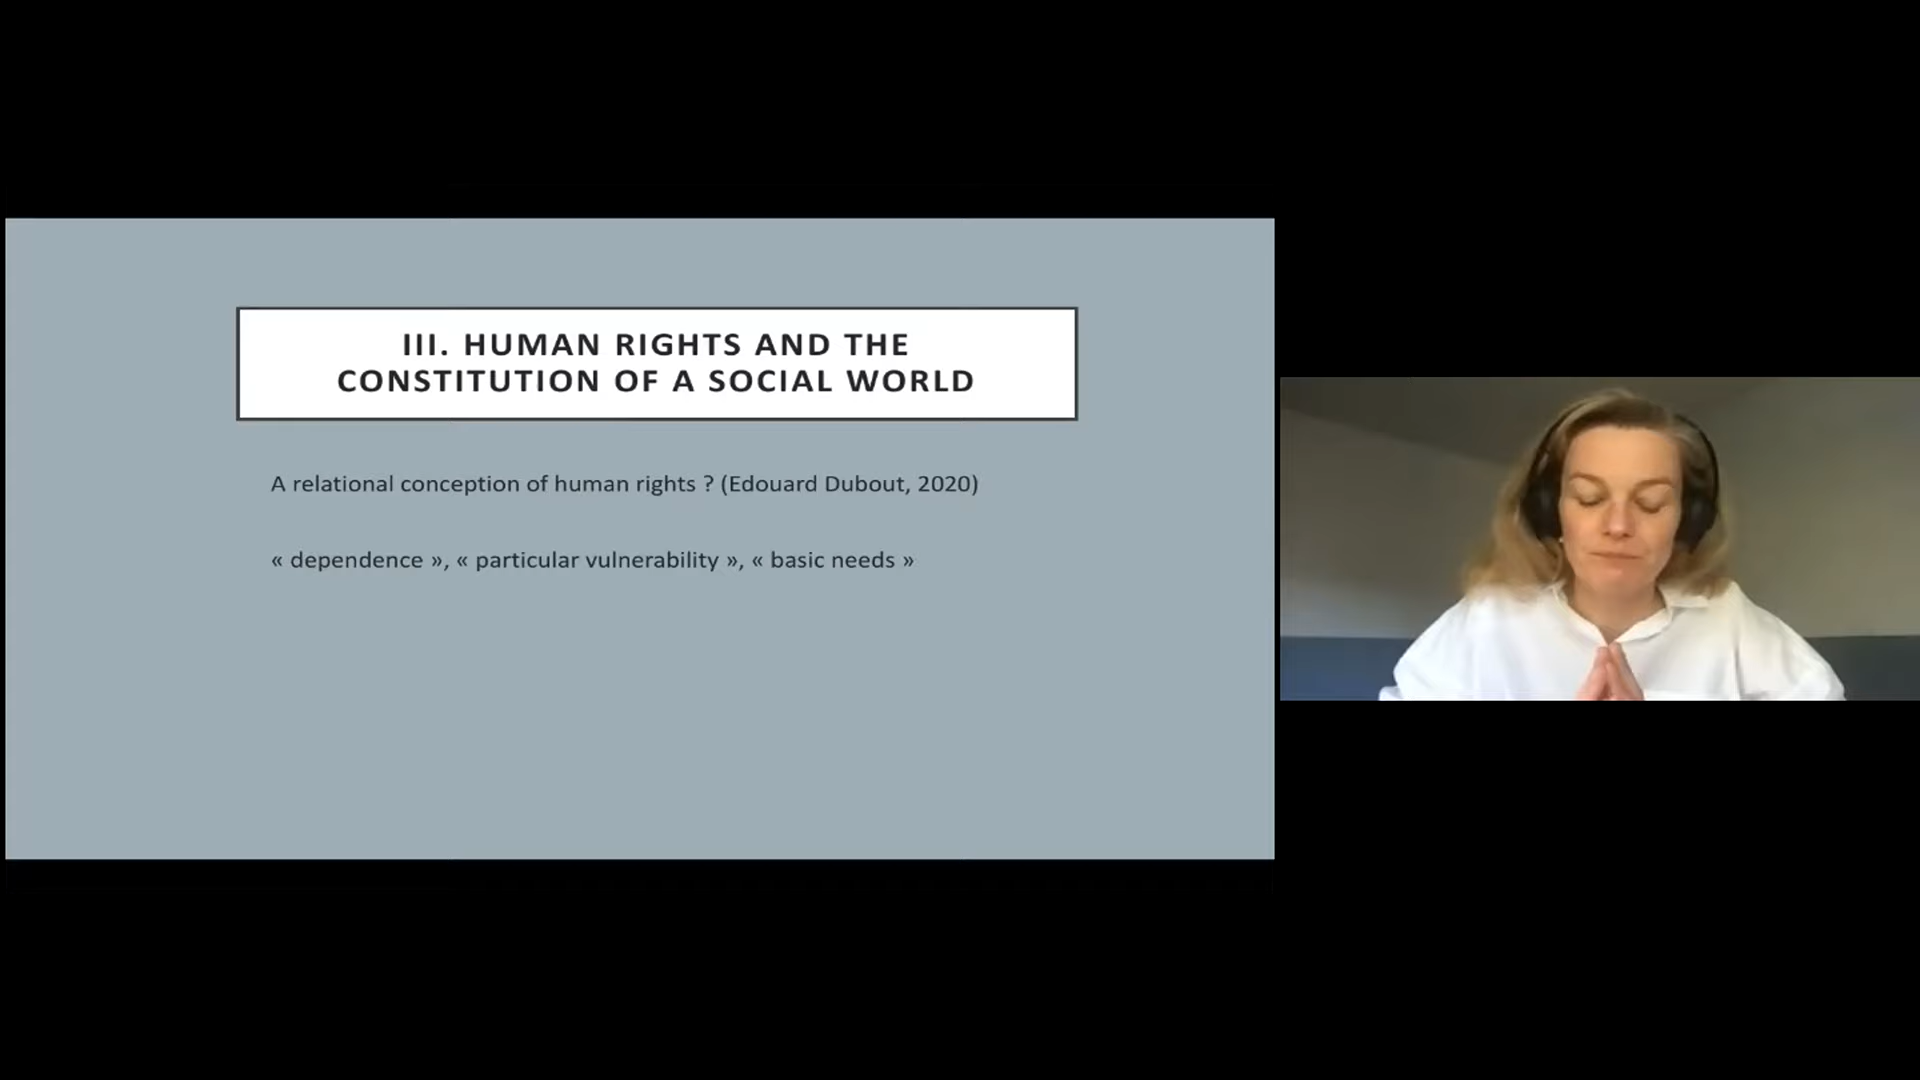 III. HUMAN RIGHTS AND THE
CONSTITUTION OF A SOCIAL WORLD
A relational conception of human rights ? (Edouard Dubout, 2020)
« dependence », « particular vulnerability », « basic needs »